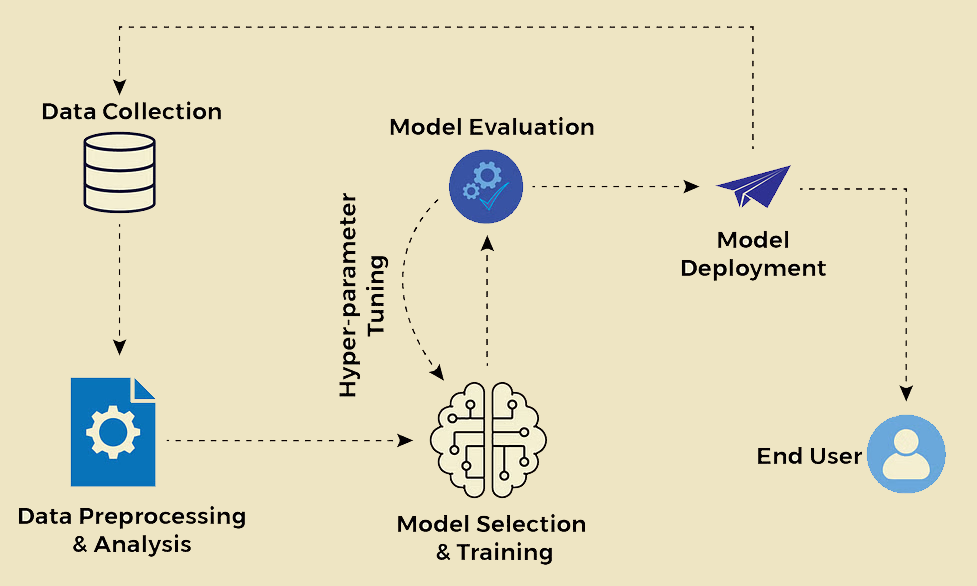 Data Collection
Model Evaluation
Hyper-parameter
Tuning
Model
Deployment
End User
Data Preprocessing
& Analysis
Model Selection
& Training